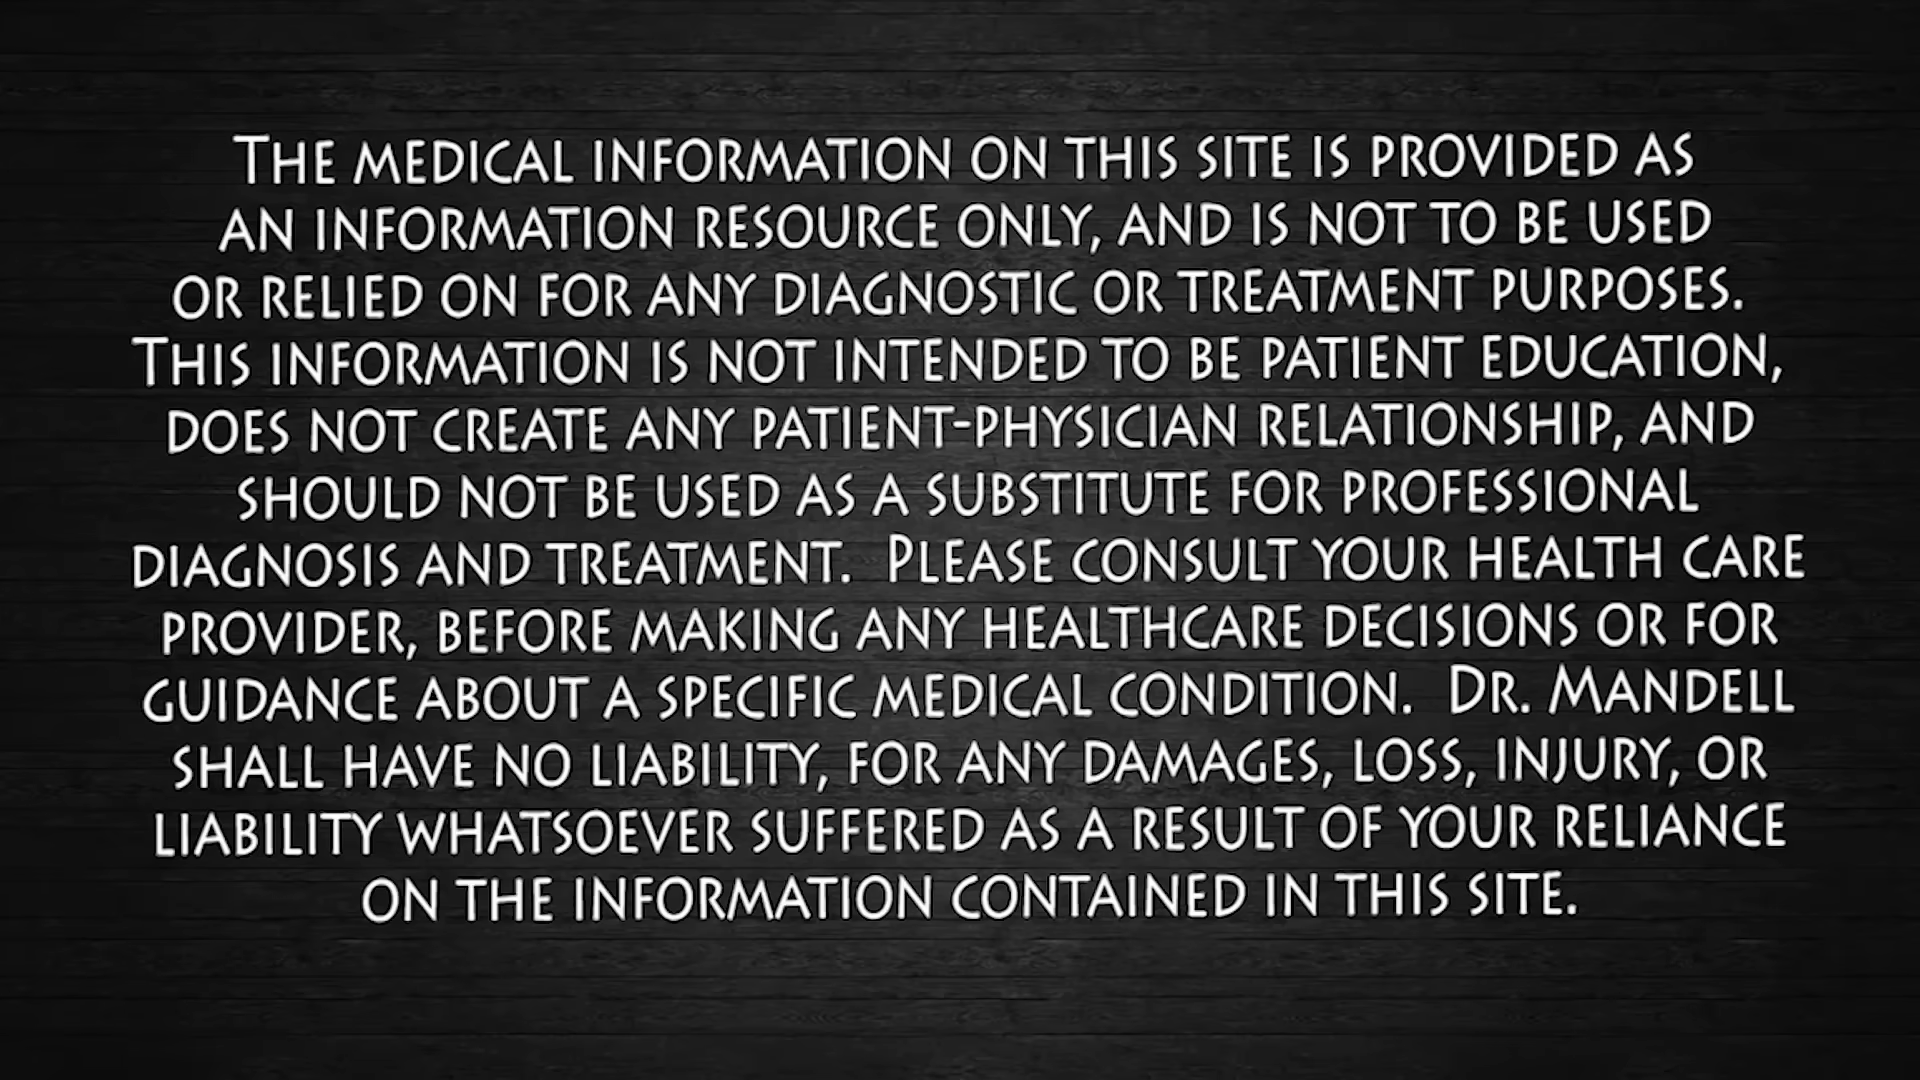 The medical information on this site is provided as
an information resource only, and is not to be used
or relied on for any diagnostic or treatment purposes.
This information is not intended to be patient education,
does not create any patient-physician relationship, and
should not be used as a substitute for professional
diagnosis and treatment.  Please consult your health care
provider, before making any healthcare decisions or for
guidance about a specific medical condition.  Dr. Mandell
shall have no liability, for any damages, loss, injury, or
liability whatsoever suffered as a result of your reliance
on the information contained in this site.